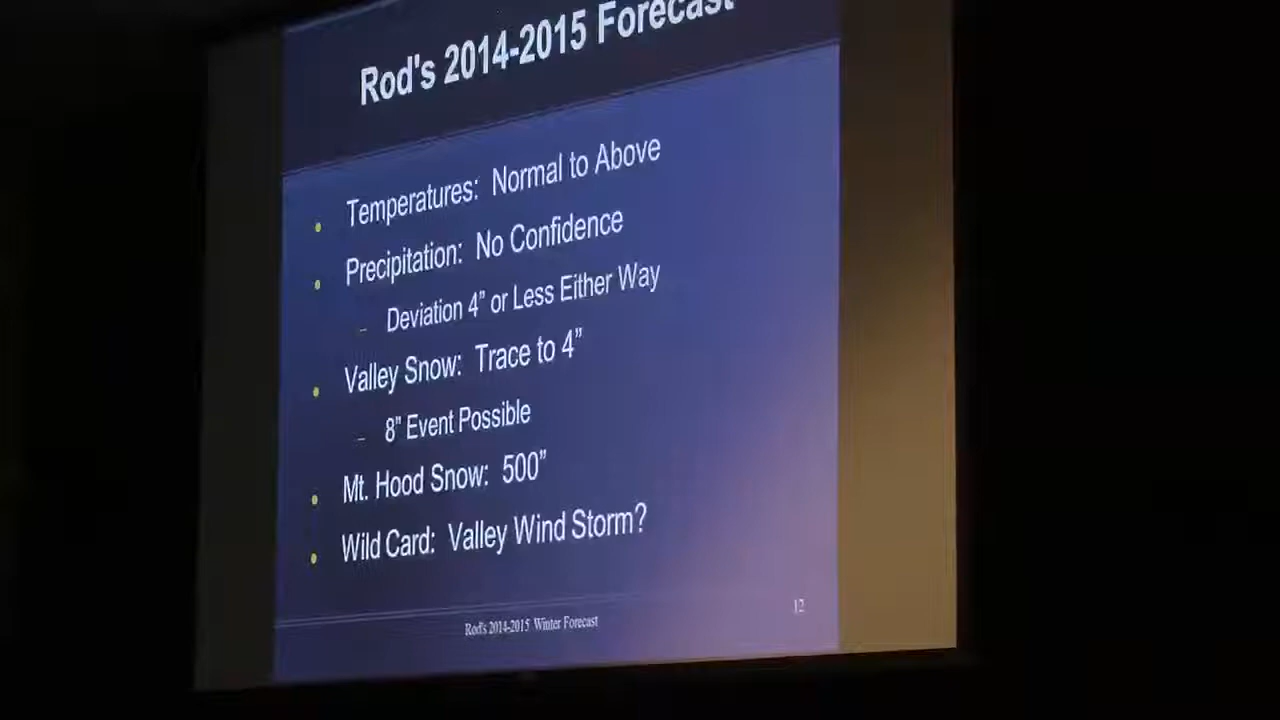 Rod's 2014-2015 Forecast
Temperatures: Normal to Above
Precipitation: No Confidence
– Deviation 4” or Less Either Way
Valley Snow: Trace to 4”
– 8” Event Possible
Mt. Hood Snow: 500”
Wild Card: Valley Wind Storm?
Rod's 2014-2015 Winter Forecast
12